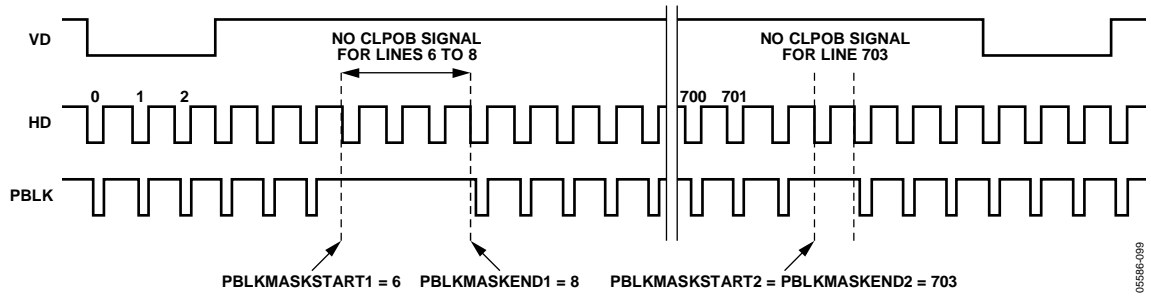 VD
NO CLPOB SIGNAL
FOR LINES 6 TO 8
NO CLPOB SIGNAL
FOR LINE 703
HD
0 1 2 700 701
PBLK
PBLKMASKSTART1 = 6 PBLKMASKEND1 = 8 PBLKMASKSTART2 = PBLKMASKEND2 = 703
05586-099